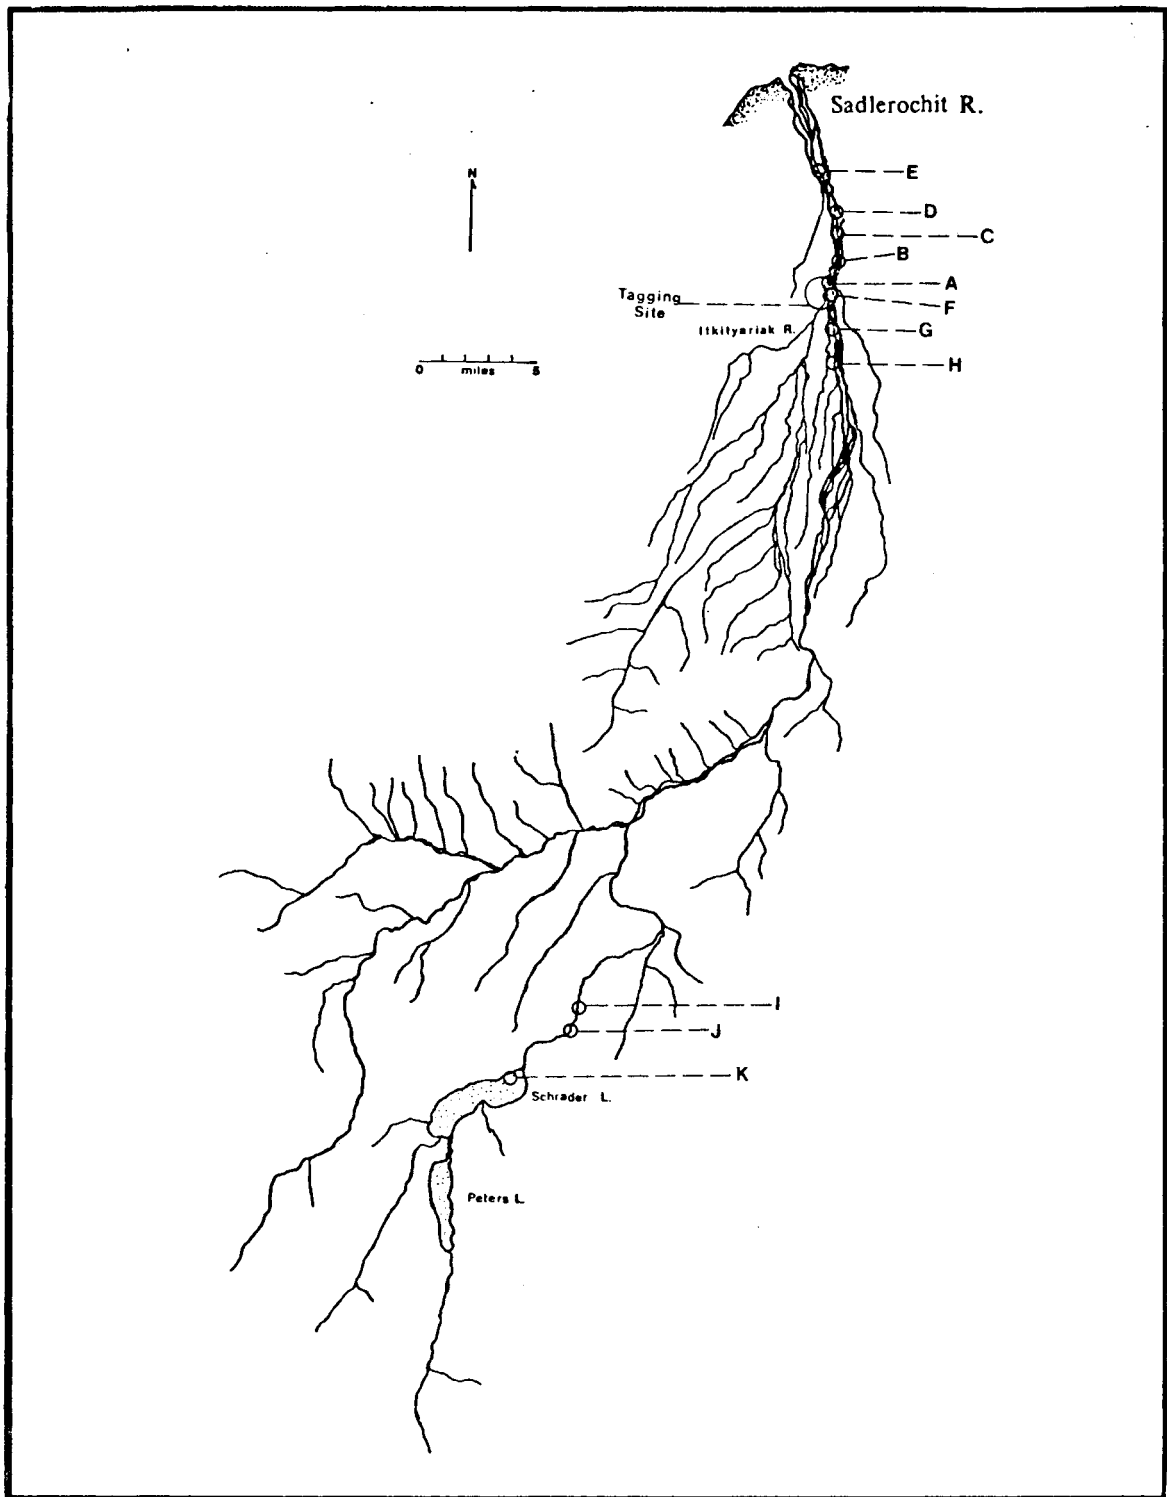 Sadlerochit R.
N
E
D
C
B
A
Tagging
Site
F
Itkilyariak R.
G
H
0 miles 5
I
J
K
Schrader L.
Peters L.